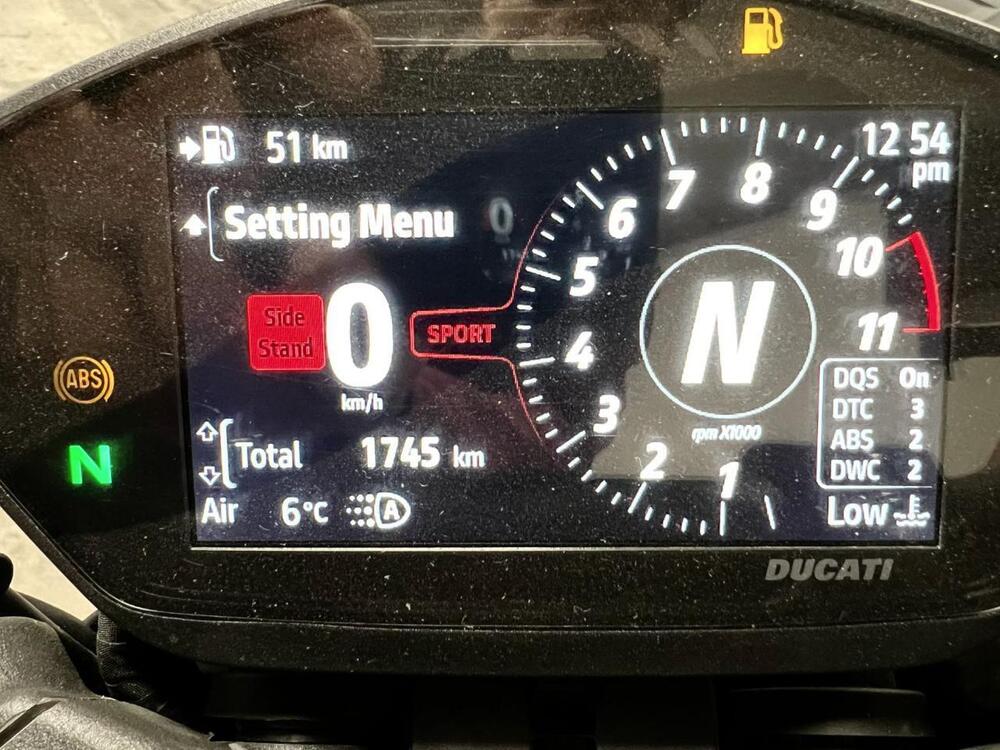 51 km
12 54
pm
Setting Menu
Side
Stand
0
km/h
SPORT
1
2
3
4
5
6
7
8
9
10
11
N
rpm X1000
DQS On
DTC 3
ABS 2
DWC 2
ABS
N
Total 1745 km
Air 6°C A
Low
DUCATI